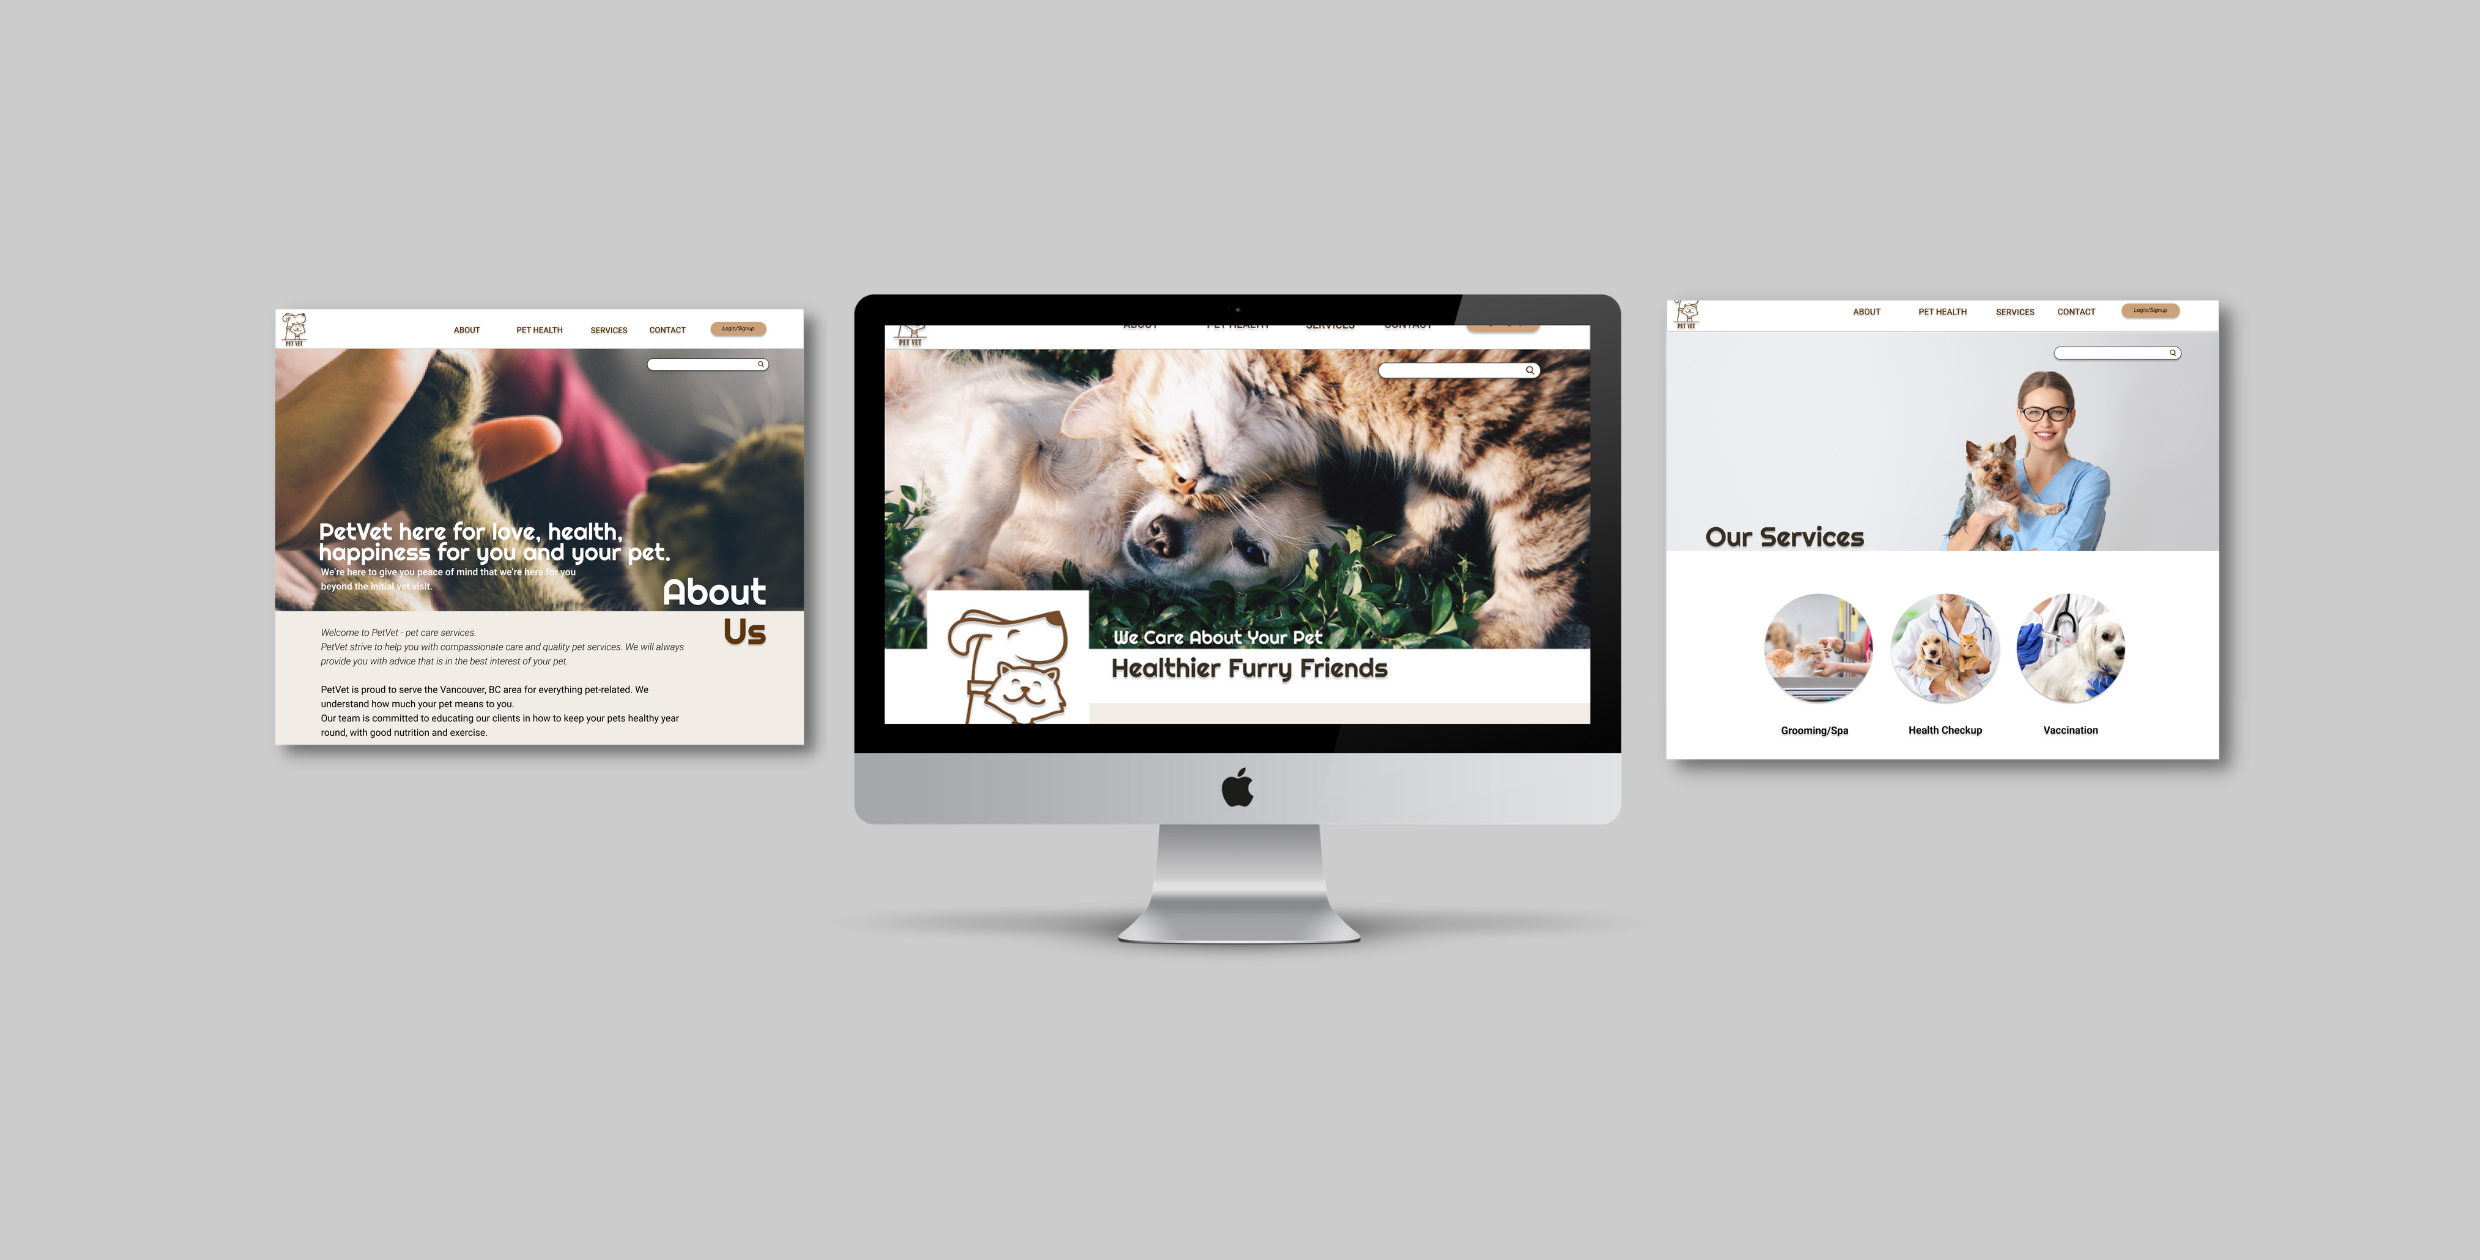 PET VET
ABOUT PET HEALTH SERVICES CONTACT Login/Signup
PetVet here for love, health,
happiness for you and your pet.
We're here to give you peace of mind that we're here for you
beyond the initial vet visit.
About
Us
Welcome to PetVet - pet care services.
PetVet strive to help you with compassionate care and quality pet services. We will always
provide you with advice that is in the best interest of your pet.
PetVet is proud to serve the Vancouver, BC area for everything pet-related. We
understand how much your pet means to you.
Our team is committed to educating our clients in how to keep your pets healthy year
round, with good nutrition and exercise.
ABOUT PET HEALTH SERVICES CONTACT
PET VET
We Care About Your Pet
Healthier Furry Friends
PET VET
ABOUT PET HEALTH SERVICES CONTACT Login/Signup
Our Services
Grooming/Spa Health Checkup Vaccination